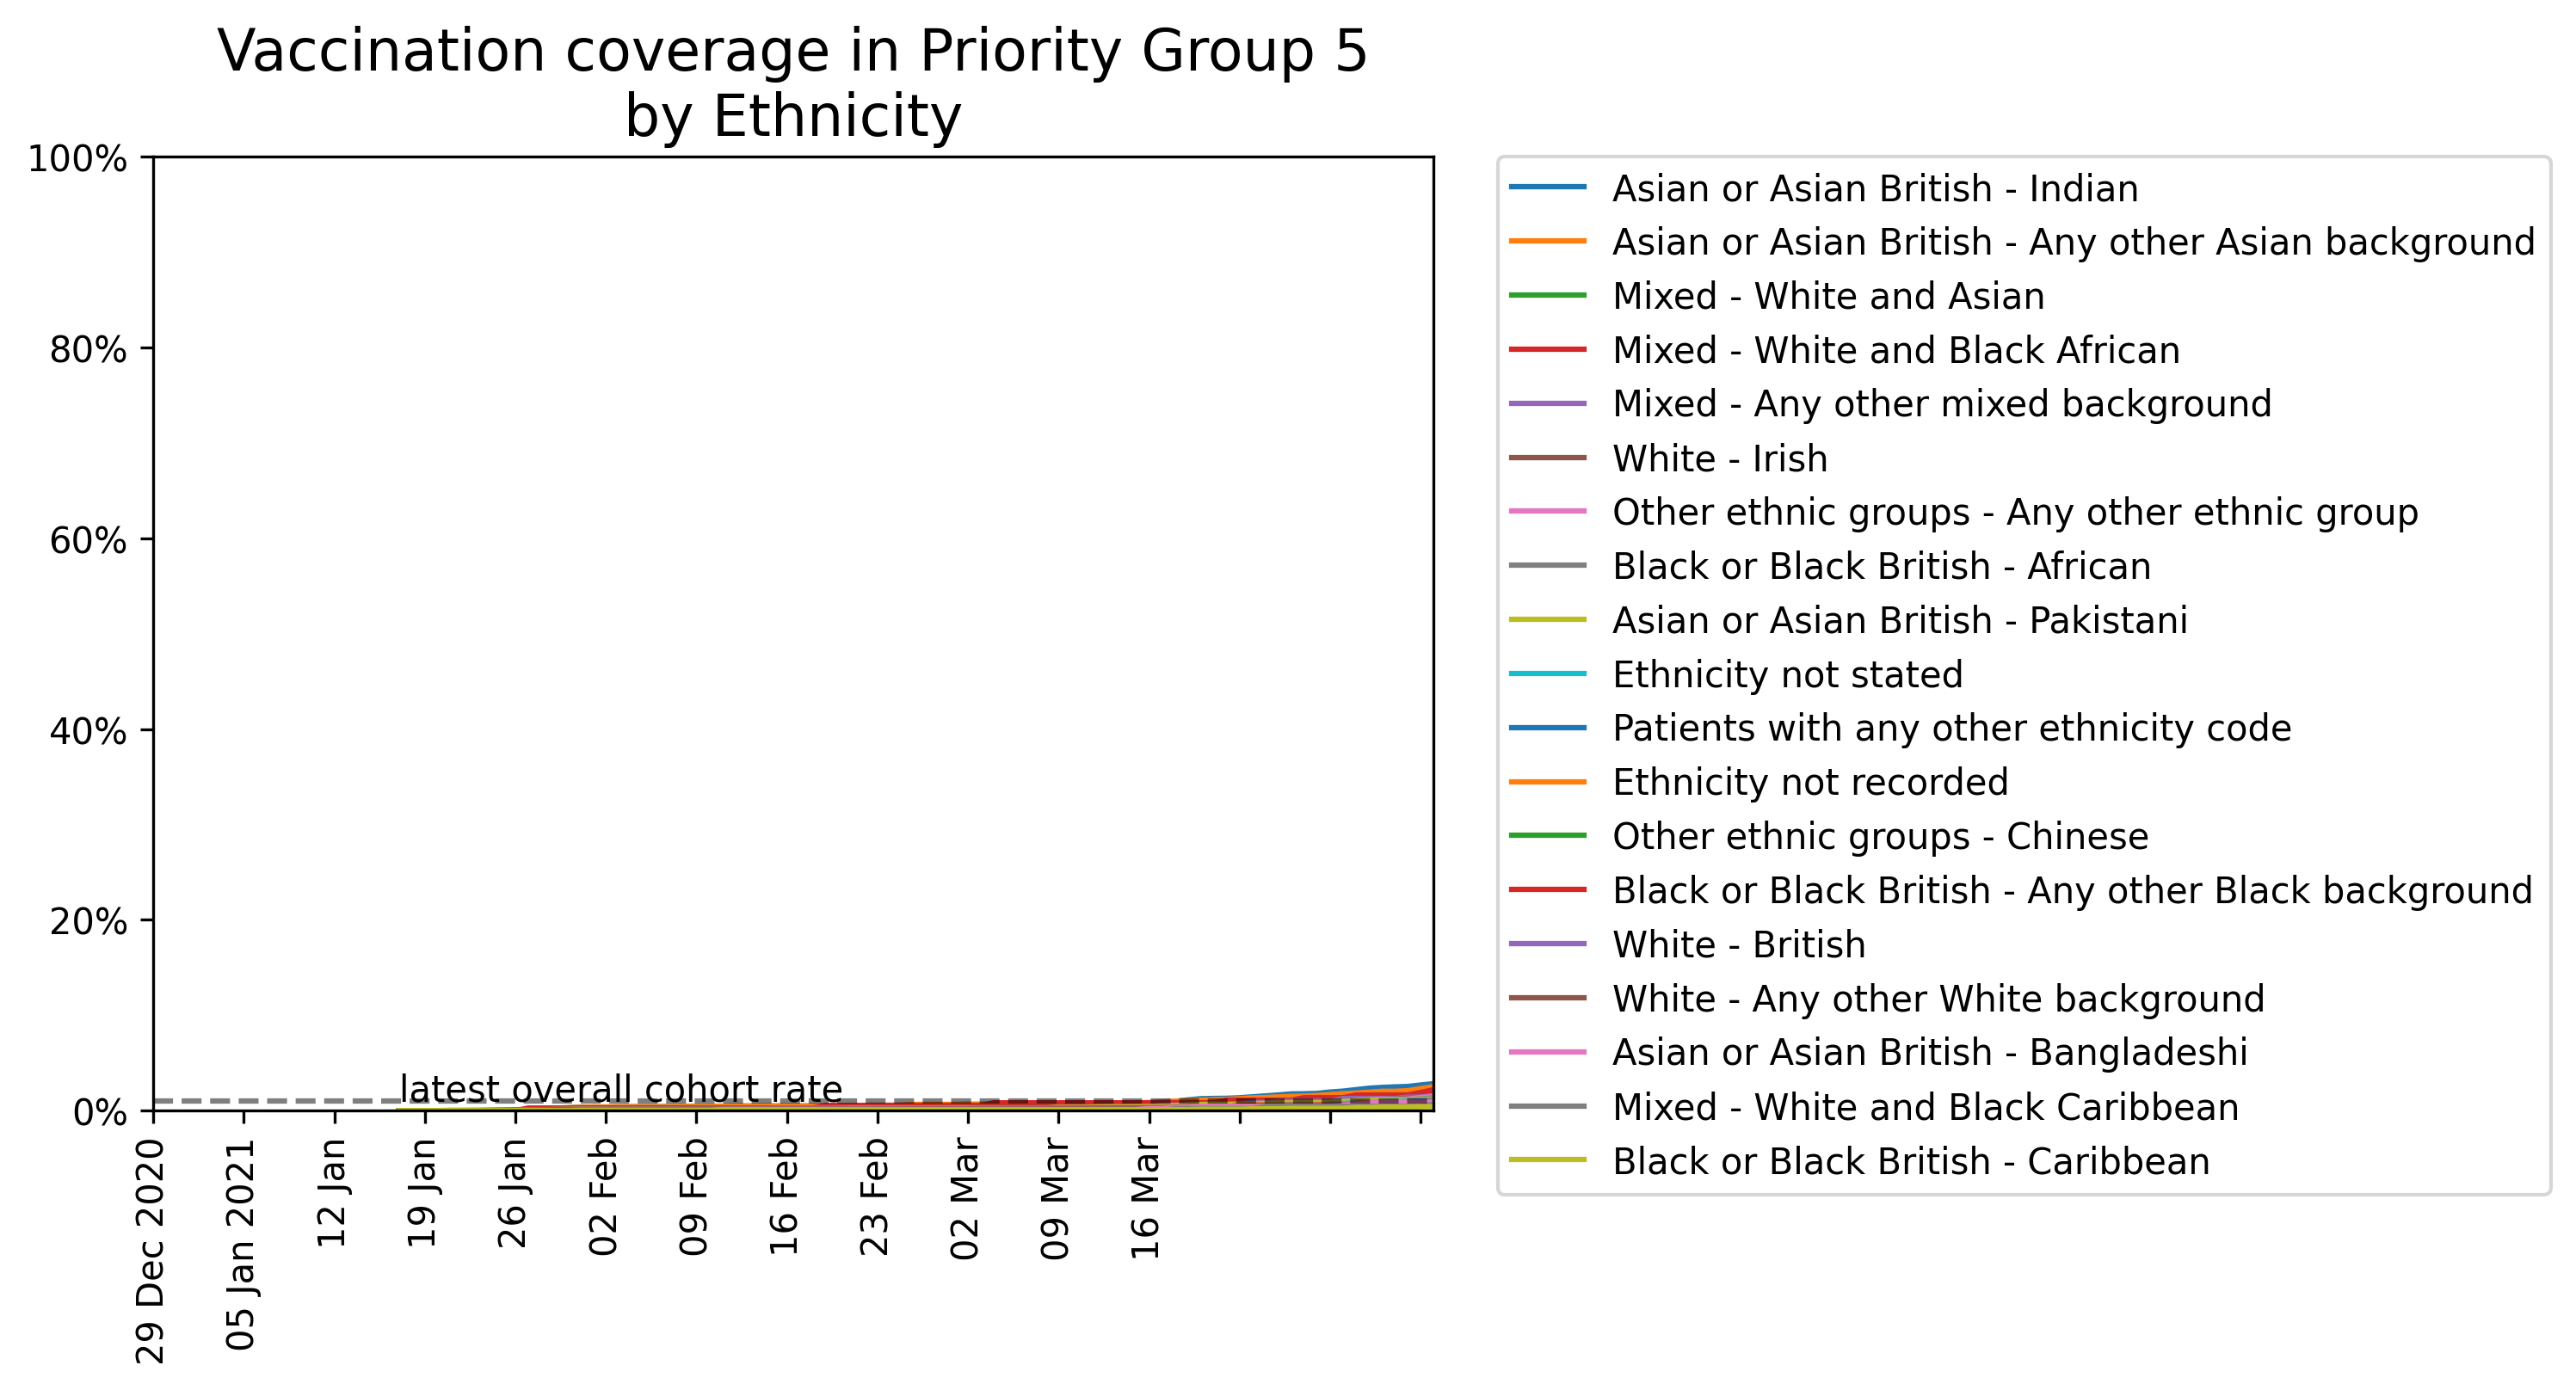 Vaccination coverage in Priority Group 5
by Ethnicity
100%
80%
60%
40%
20%
0%
latest overall cohort rate
29 Dec 2020
05 Jan 2021
12 Jan
19 Jan
26 Jan
02 Feb
09 Feb
16 Feb
23 Feb
02 Mar
09 Mar
16 Mar
Asian or Asian British - Indian
Asian or Asian British - Any other Asian background
Mixed - White and Asian
Mixed - White and Black African
Mixed - Any other mixed background
White - Irish
Other ethnic groups - Any other ethnic group
Black or Black British - African
Asian or Asian British - Pakistani
Ethnicity not stated
Patients with any other ethnicity code
Ethnicity not recorded
Other ethnic groups - Chinese
Black or Black British - Any other Black background
White - British
White - Any other White background
Asian or Asian British - Bangladeshi
Mixed - White and Black Caribbean
Black or Black British - Caribbean